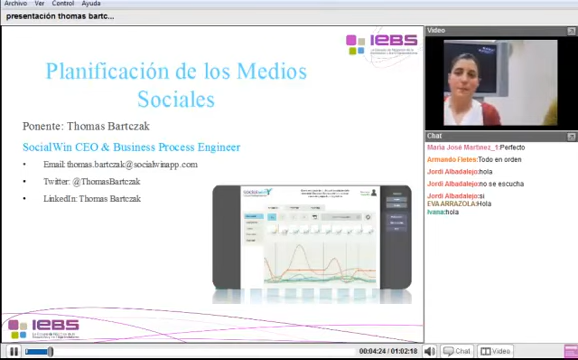 Archivo Ver Control Ayuda
presentación thomas bartc...
IEBS
Planificación de los Medios
Sociales
Ponente: Thomas Bartczak
SocialWin CEO & Business Process Engineer
• Email: thomas.bartczak@socialwinapp.com
• Twitter: @ThomasBartzak
• LinkedIn: Thomas Bartczak
IEBS
Video
Chat
Maria José Martinez_1:Perfecto
Armando Fletes:Todo en orden
Jordi Albadalejo:hola
Jordi Albadalejo:no se escucha
Jordi Albadalejo:si
EVA ARRAZOLA:Hola
Ivana:hola
00:04:24 / 01:02:18
Chat
Video